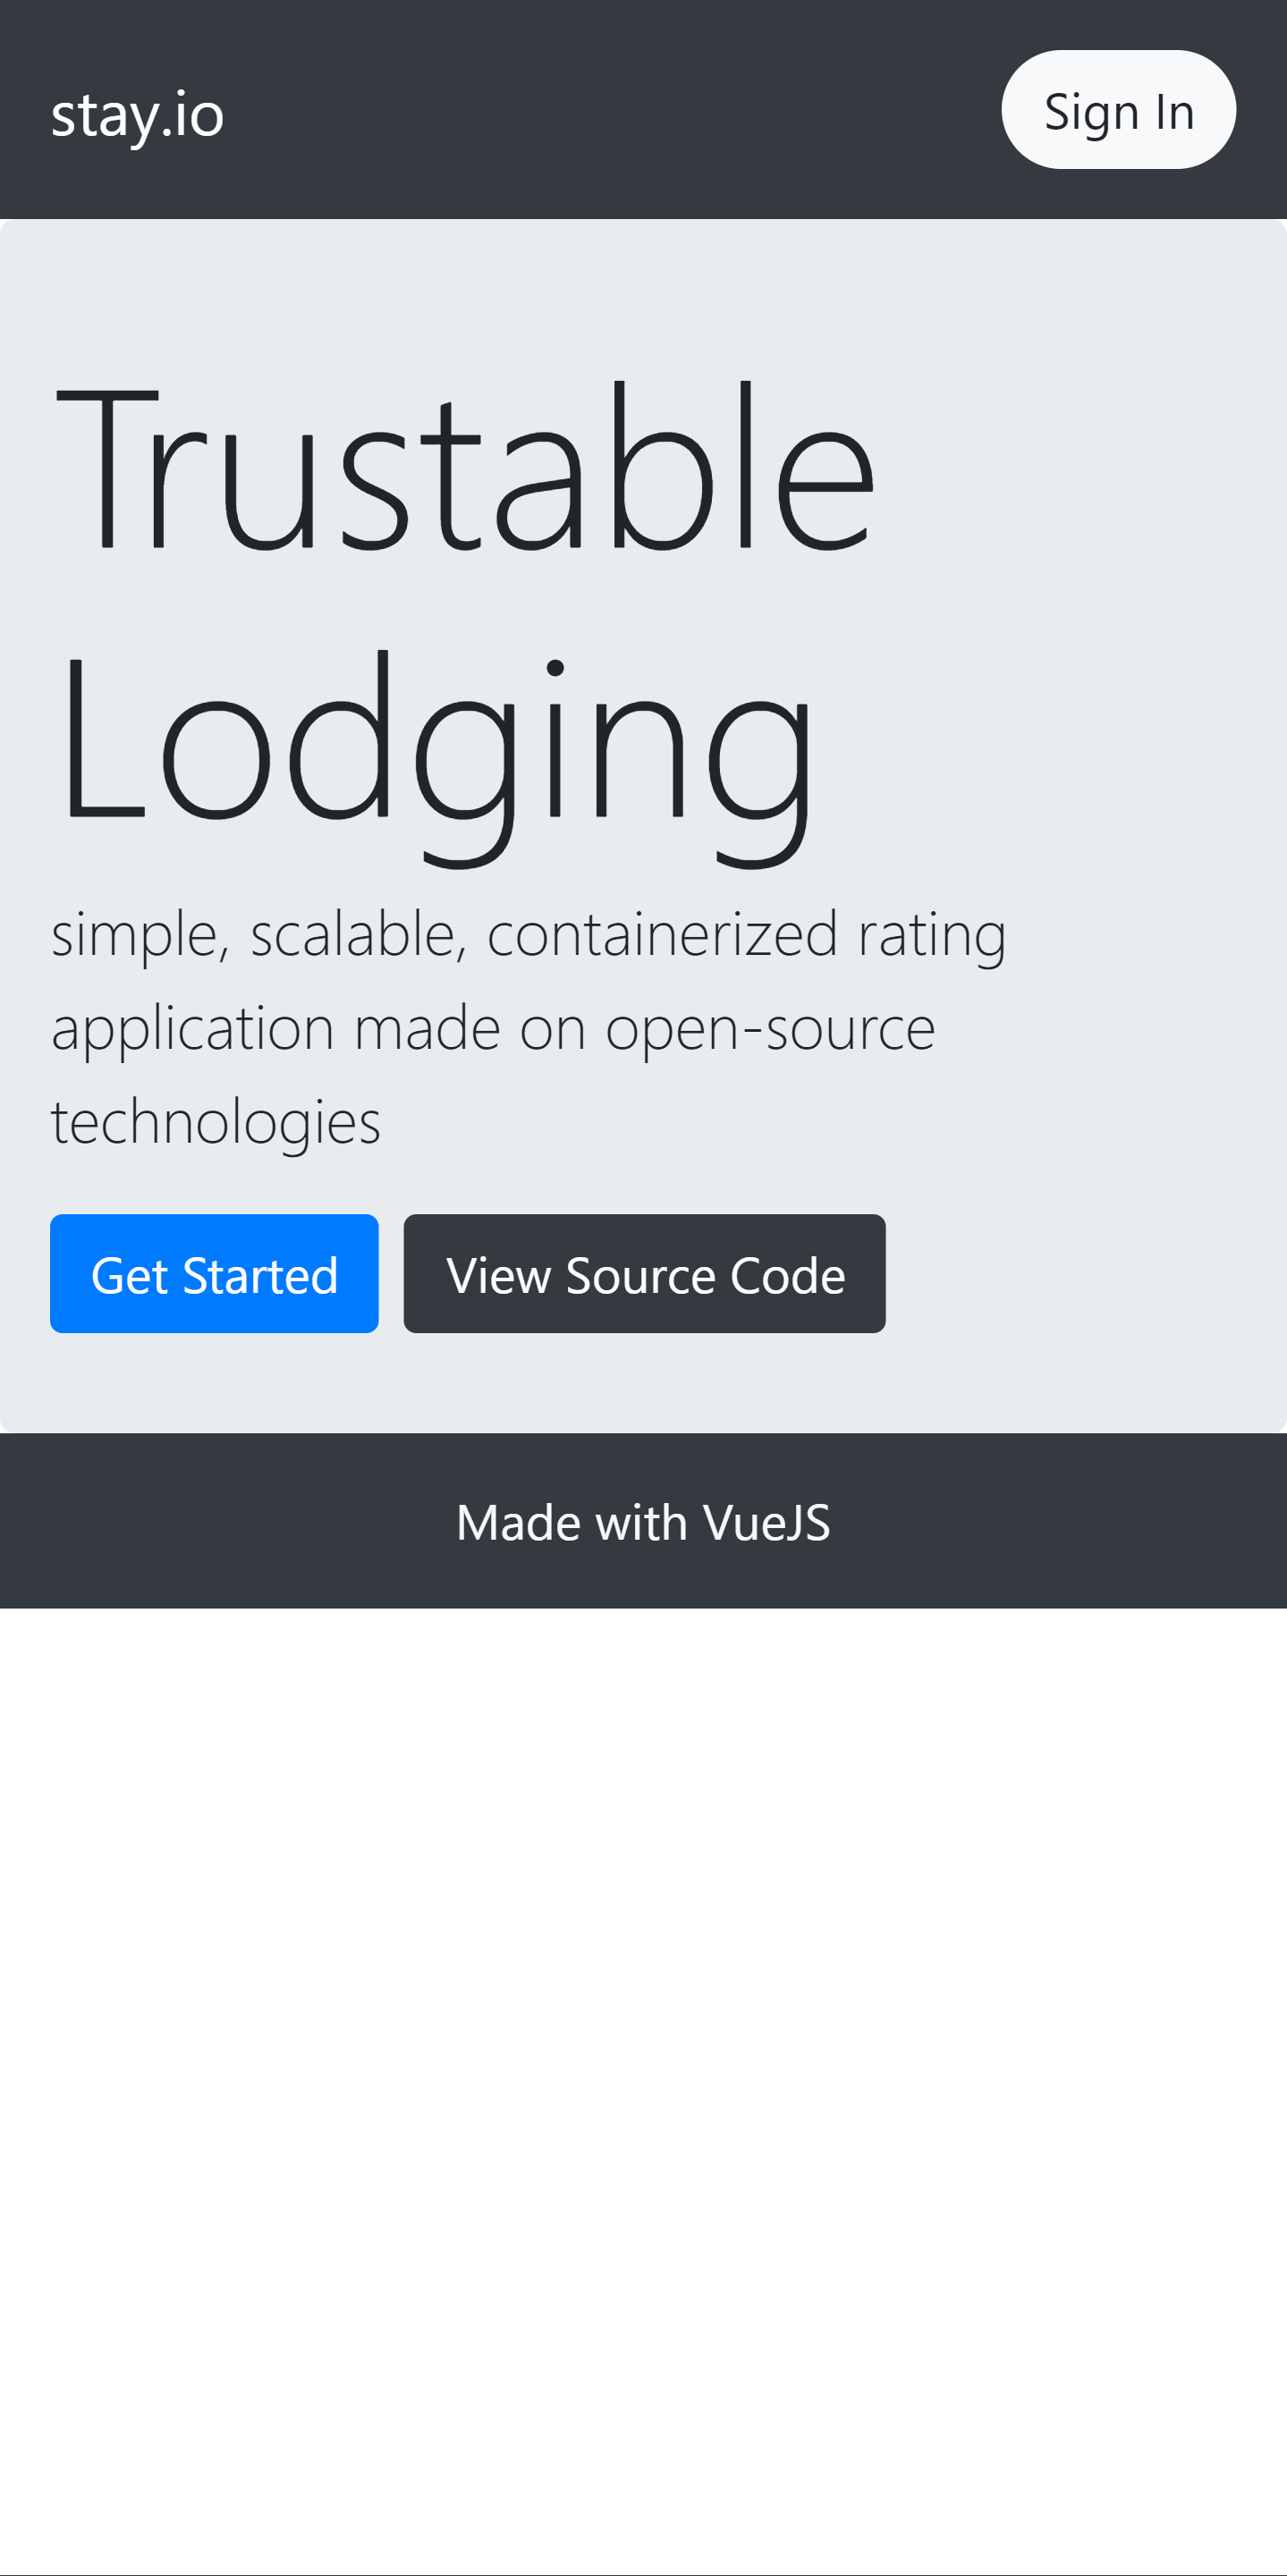 stay.io
Sign In
Trustable
Lodging
simple, scalable, containerized rating
application made on open-source
technologies
Get Started
View Source Code
Made with VueJS